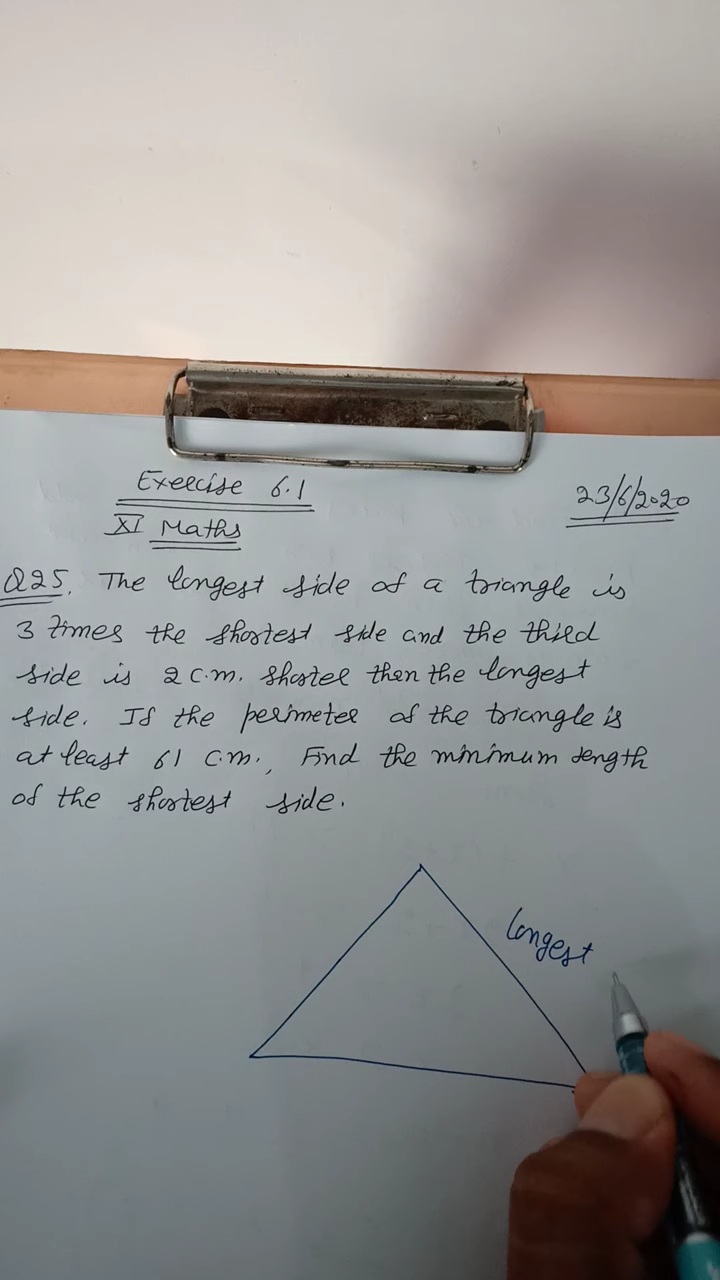 Exercise 6.1
23/6/2020
XI Maths
Q25. The longest side of a triangle is
3 times the shortest side and the third
side is 2 c.m. shorter then the longest
side. If the perimeter of the triangle is
at least 61 c.m., Find the minimum length
of the shortest side.
longest